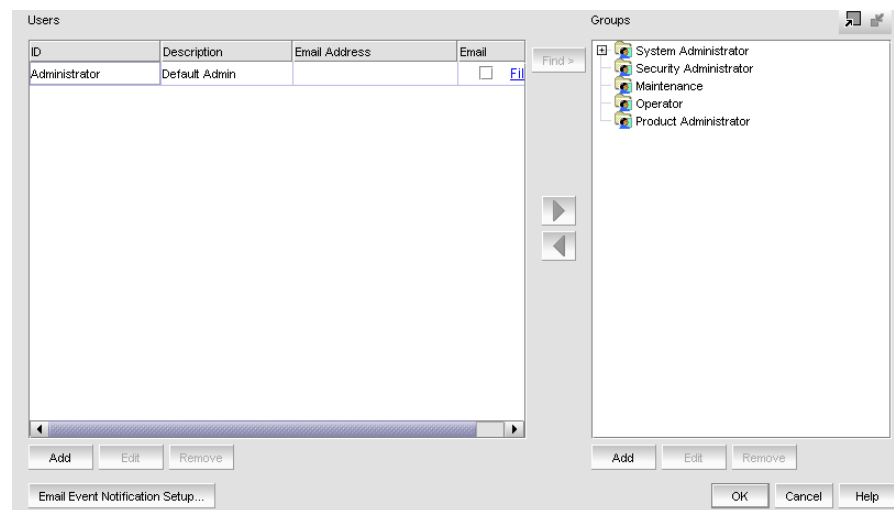 Users
ID Description Email Address Email
Administrator Default Admin Fil
Add Edit Remove
Email Event Notification Setup...
Find >
Groups
System Administrator
Security Administrator
Maintenance
Operator
Product Administrator
Add Edit Remove
OK Cancel Help